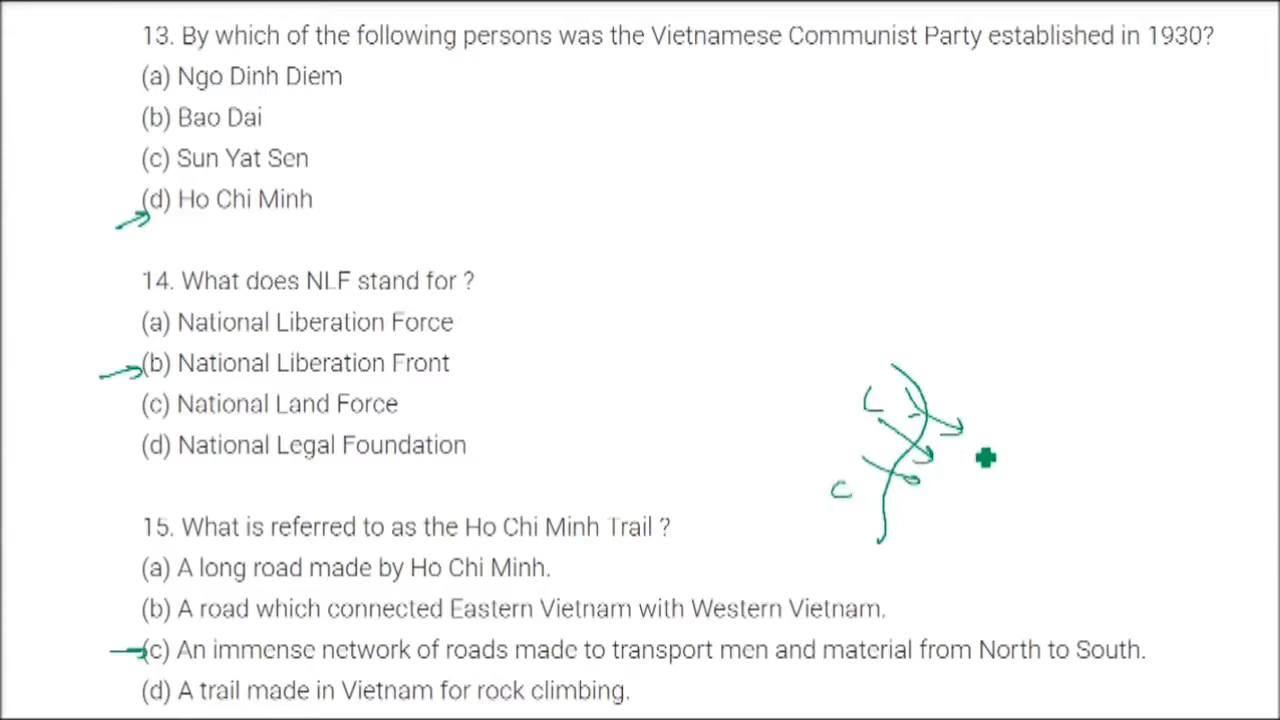 13. By which of the following persons was the Vietnamese Communist Party established in 1930?
(a) Ngo Dinh Diem
(b) Bao Dai
(c) Sun Yat Sen
(d) Ho Chi Minh
14. What does NLF stand for ?
(a) National Liberation Force
(b) National Liberation Front
(c) National Land Force
(d) National Legal Foundation
L
C
15. What is referred to as the Ho Chi Minh Trail ?
(a) A long road made by Ho Chi Minh.
(b) A road which connected Eastern Vietnam with Western Vietnam.
(c) An immense network of roads made to transport men and material from North to South.
(d) A trail made in Vietnam for rock climbing.